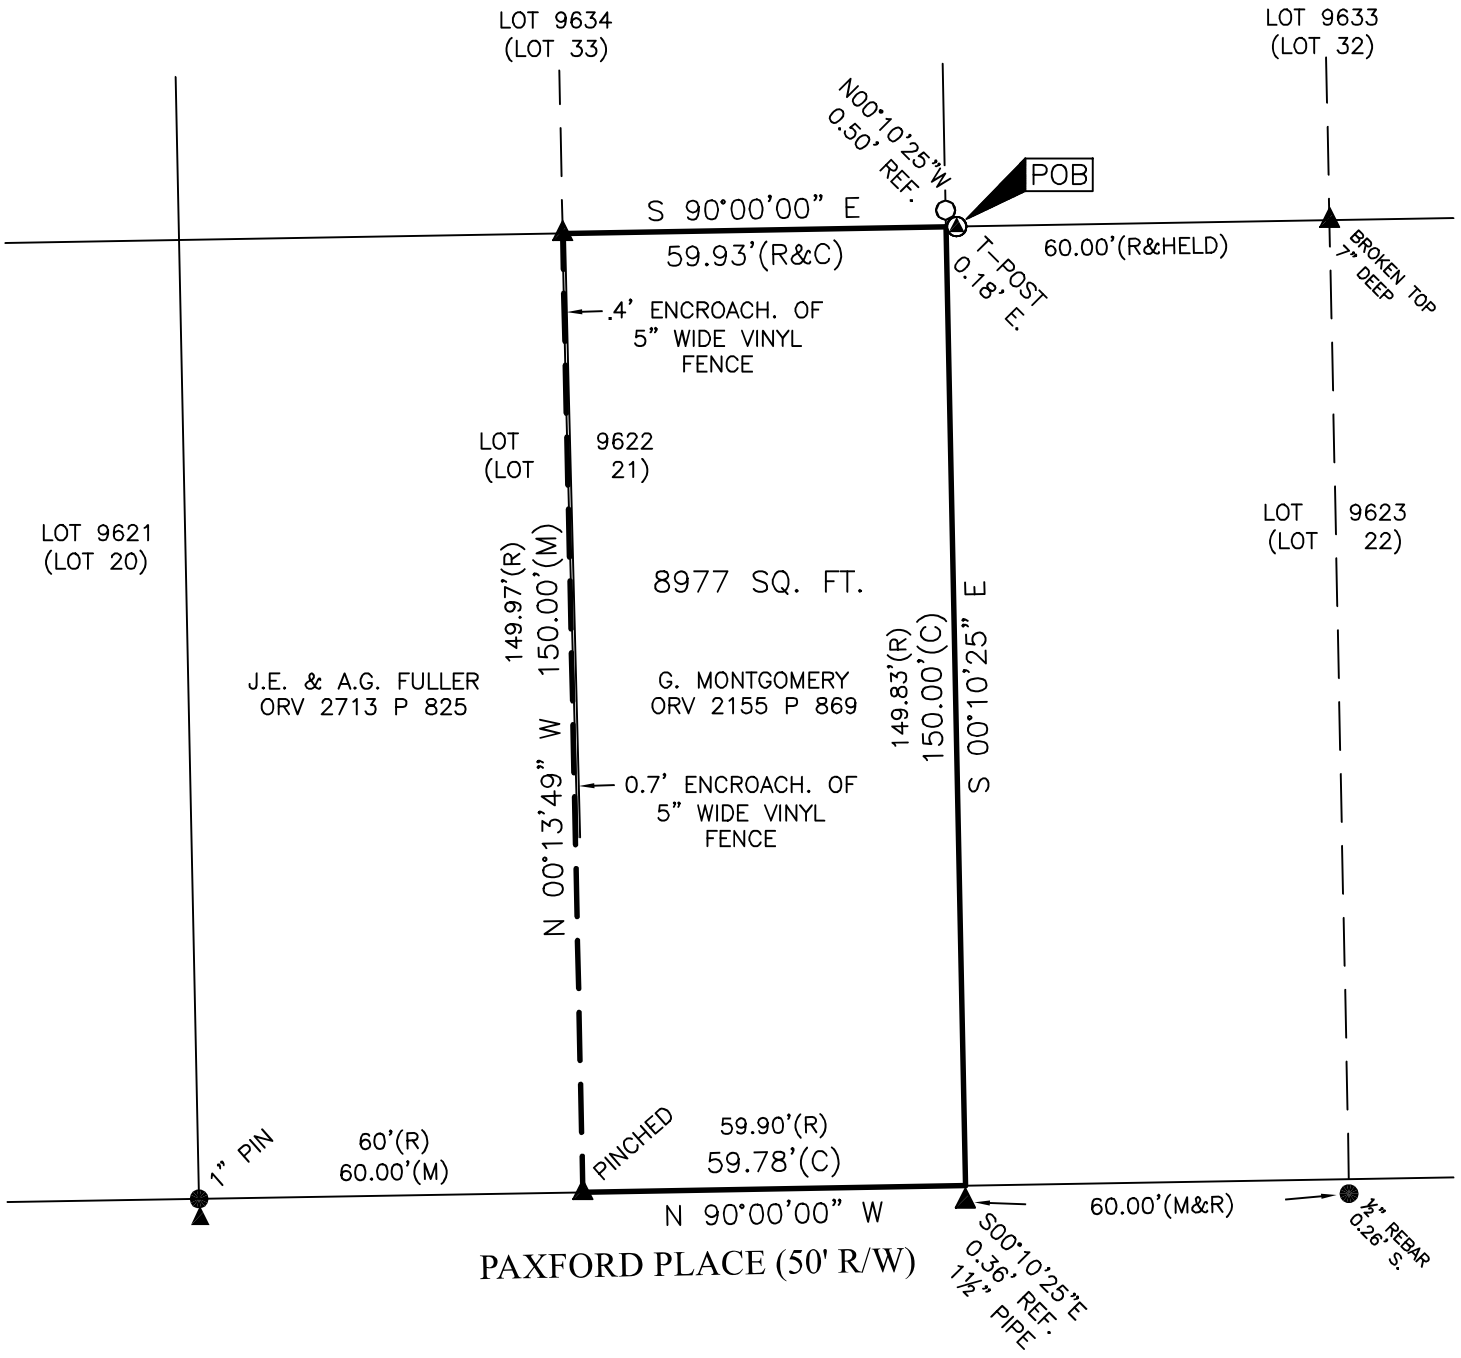 LOT 9634
(LOT 33)
LOT 9633
(LOT 32)
N00°10'25"W
0.50' REF.
POB
S 90°00'00" E
59.93'(R&C)
60.00'(R&HELD)
T-POST
0.18' E.
BROKEN TOP
7" DEEP
.4' ENCROACH. OF
5" WIDE VINYL
FENCE
LOT 9622
(LOT 21)
LOT 9621
(LOT 20)
LOT 9623
(LOT 22)
149.97'(R)
150.00'(M)
N 00°13'49" W
8977 SQ. FT.
149.83'(R)
150.00'(C)
S 00°10'25" E
J.E. & A.G. FULLER
ORV 2713 P 825
G. MONTGOMERY
ORV 2155 P 869
0.7' ENCROACH. OF
5" WIDE VINYL
FENCE
1" PIN
60'(R)
60.00'(M)
PINCHED
59.90'(R)
59.78'(C)
N 90°00'00" W
60.00'(M&R)
½" REBAR
0.26' S.
S00°10'25"E
0.36' REF.
1½" PIPE
PAXFORD PLACE (50' R/W)